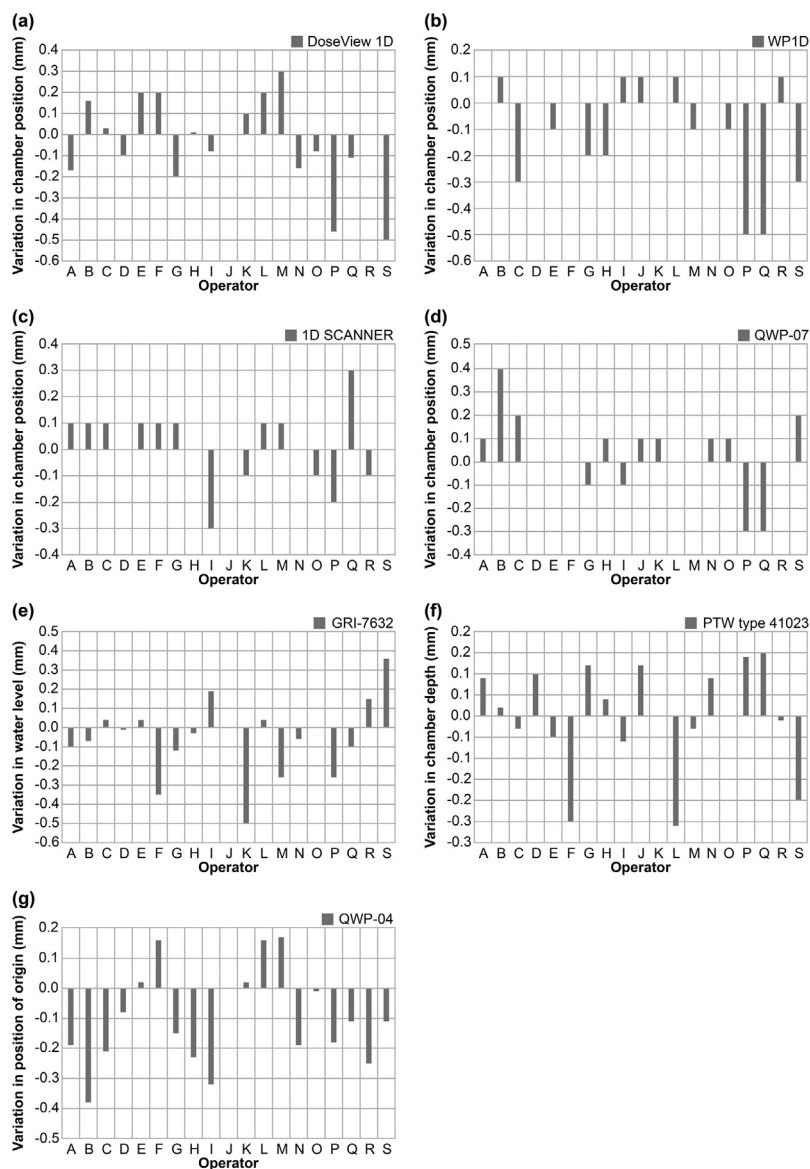 (a)
DoseView 1D
Variation in chamber position (mm)
0.4
0.3
0.2
0.1
0.0
-0.1
-0.2
-0.3
-0.4
-0.5
-0.6
A B C D E F G H I J K L M N O P Q R S
Operator
(b)
WP1D
Variation in chamber position (mm)
0.2
0.1
0.0
-0.1
-0.2
-0.3
-0.4
-0.5
-0.6
A B C D E F G H I J K L M N O P Q R S
Operator
(c)
1D SCANNER
Variation in chamber position (mm)
0.4
0.3
0.2
0.1
0.0
-0.1
-0.2
-0.3
-0.4
A B C D E F G H I J K L M N O P Q R S
Operator
(d)
QWP-07
Variation in chamber position (mm)
0.5
0.4
0.3
0.2
0.1
0.0
-0.1
-0.2
-0.3
-0.4
A B C D E F G H I J K L M N O P Q R S
Operator
(e)
GRI-7632
Variation in water level (mm)
0.5
0.4
0.3
0.2
0.1
0.0
-0.1
-0.2
-0.3
-0.4
-0.5
-0.6
A B C D E F G H I J K L M N O P Q R S
Operator
(f)
PTW type 41023
Variation in chamber depth (mm)
0.2
0.2
0.1
0.1
0.0
-0.1
-0.1
-0.2
-0.2
-0.3
-0.3
A B C D E F G H I J K L M N O P Q R S
Operator
(g)
QWP-04
Variation in position of origin (mm)
0.2
0.1
0.0
-0.1
-0.2
-0.3
-0.4
-0.5
A B C D E F G H I J K L M N O P Q R S
Operator